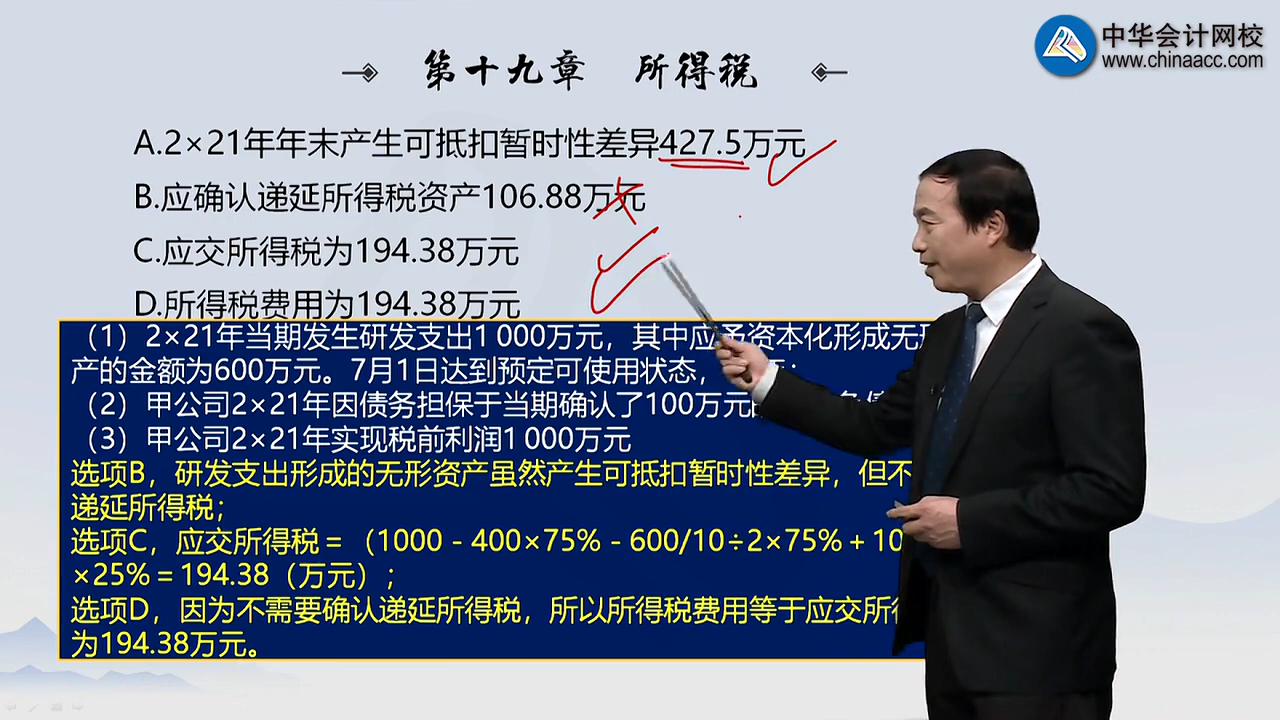 中华会计网校
www.chinaacc.com
第十九章 所得税
A.2×21年年末产生可抵扣暂时性差异427.5万元
B.应确认递延所得税资产106.88万元
C.应交所得税为194.38万元
D.所得税费用为194.38万元
（1）2×21年当期发生研发支出1 000万元，其中应予资本化形成无形
产的金额为600万元。7月1日达到预定可使用状态，
（2）甲公司2×21年因债务担保于当期确认了100万元
（3）甲公司2×21年实现税前利润1 000万元
选项B，研发支出形成的无形资产虽然产生可抵扣暂时性差异，但不
递延所得税；
选项C，应交所得税＝（1000－400×75%－600/10÷2×75%＋10
×25%＝194.38（万元）；
选项D，因为不需要确认递延所得税，所以所得税费用等于应交所得
为194.38万元。